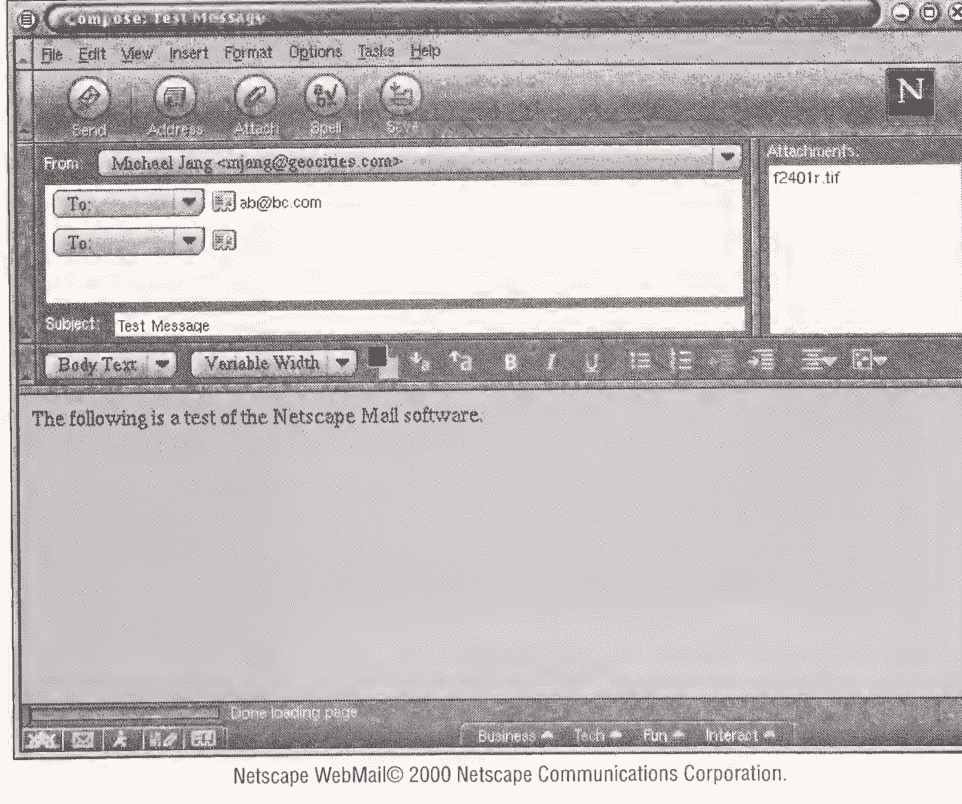 Compose: Test Message
File Edit View Insert Format Options Tasks Help
Send Address Attach Spell Save
N
From: Michael Jang <mjang@geocities.com>
Attachments:
f2401r.tif
To: ab@bc.com
To:
Subject: Test Message
Body Text Variable Width a a B I U
The following is a test of the Netscape Mail software.
Done loading page
Business Tech Fun Interact
Netscape WebMail© 2000 Netscape Communications Corporation.